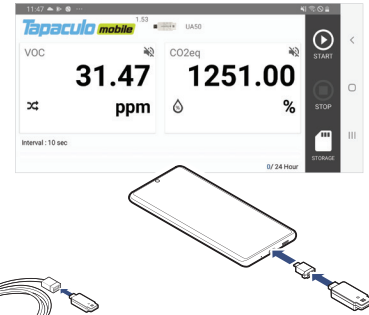 11:47
Tapaculo mobile 1.53 UA50
VOC
31.47
ppm
CO2eq
1251.00
%
Interval : 10 sec
0/ 24 Hour
START
STOP
STORAGE